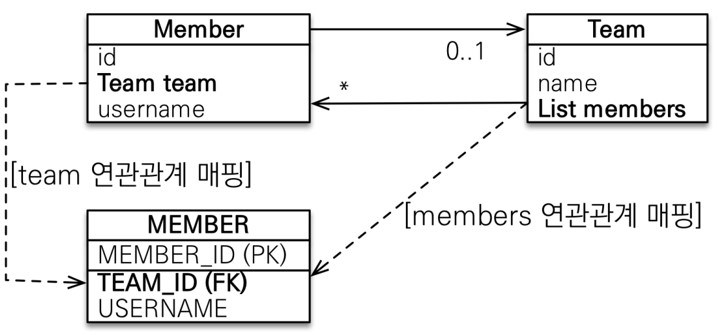 Member
id
Team team
username
0..1
*
Team
id
name
List members
[team 연관관계 매핑]
[members 연관관계 매핑]
MEMBER
MEMBER_ID (PK)
TEAM_ID (FK)
USERNAME